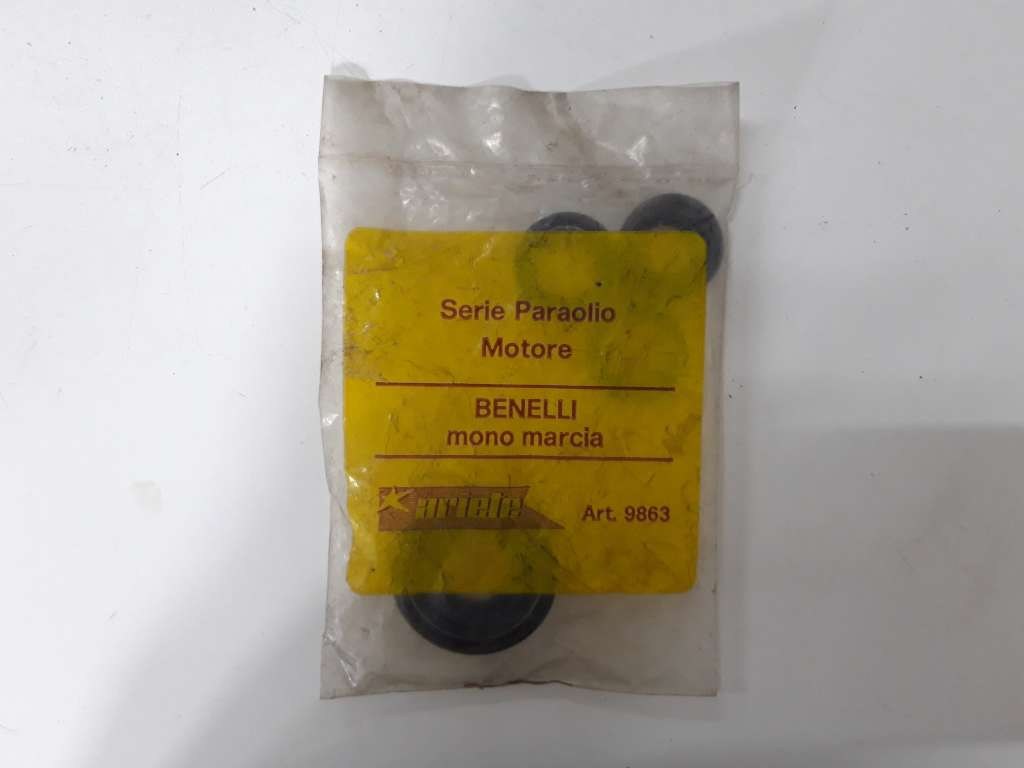 Serie Paraolio
Motore
BENELLI
mono marcia
ariete
Art. 9863